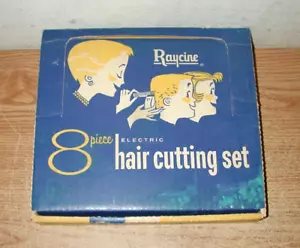 Raycine
8 piece ELECTRIC
hair cutting set